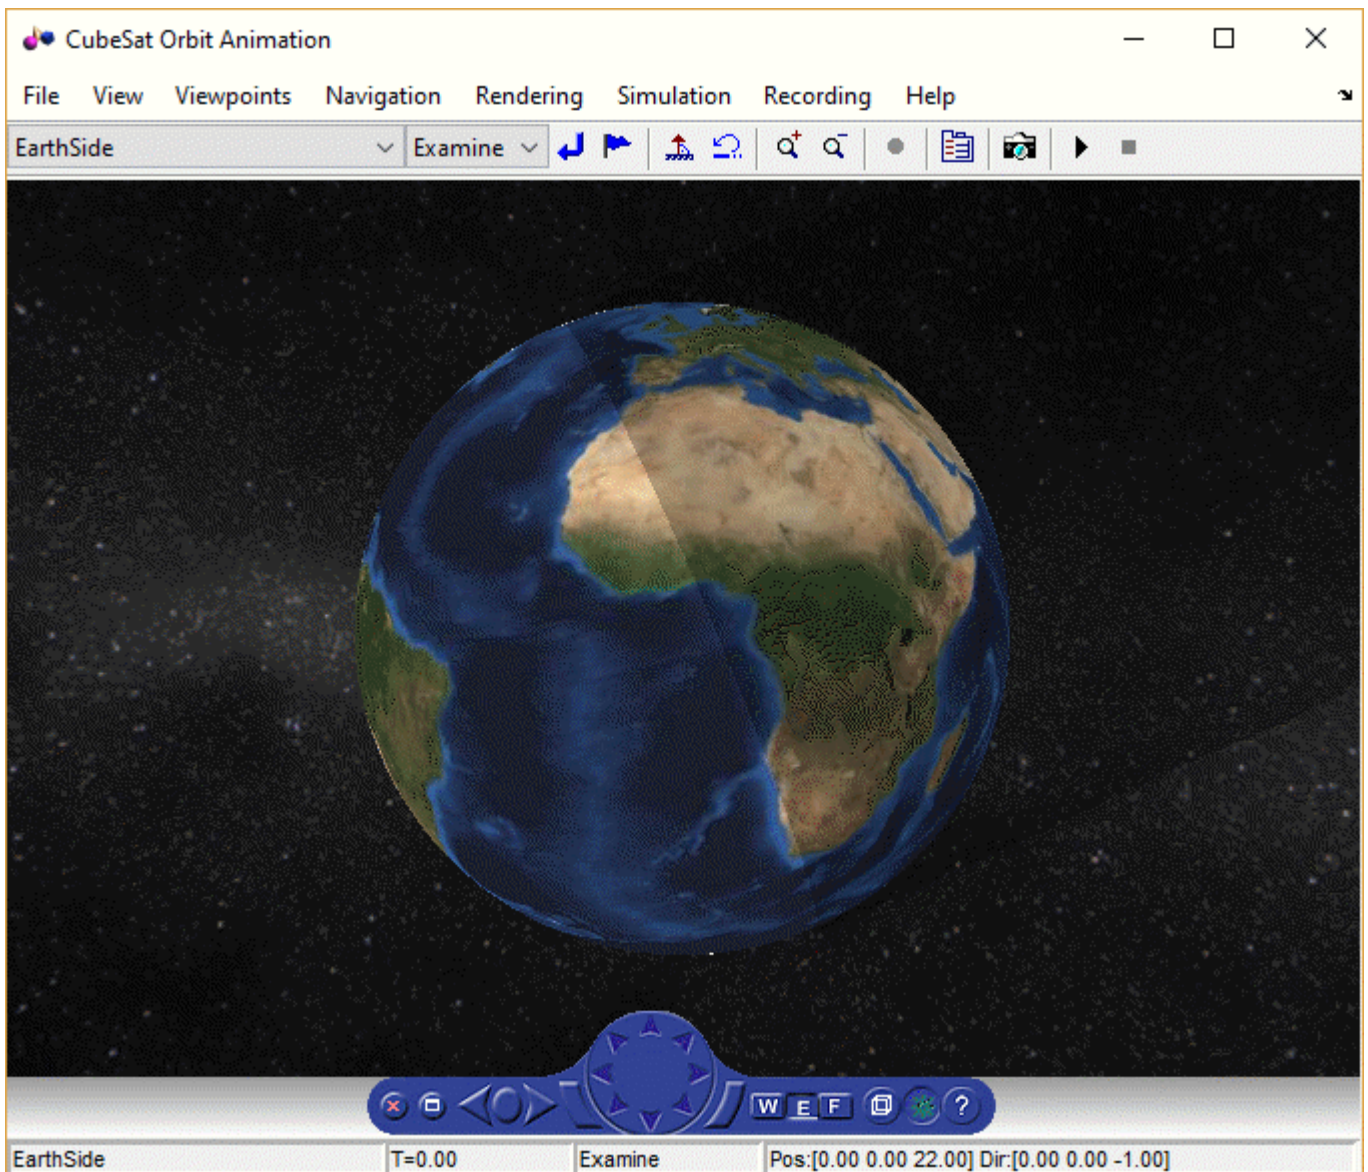 CubeSat Orbit Animation
File View Viewpoints Navigation Rendering Simulation Recording Help
EarthSide Examine
W E F ?
EarthSide T=0.00 Examine Pos:[0.00 0.00 22.00] Dir:[0.00 0.00 -1.00]